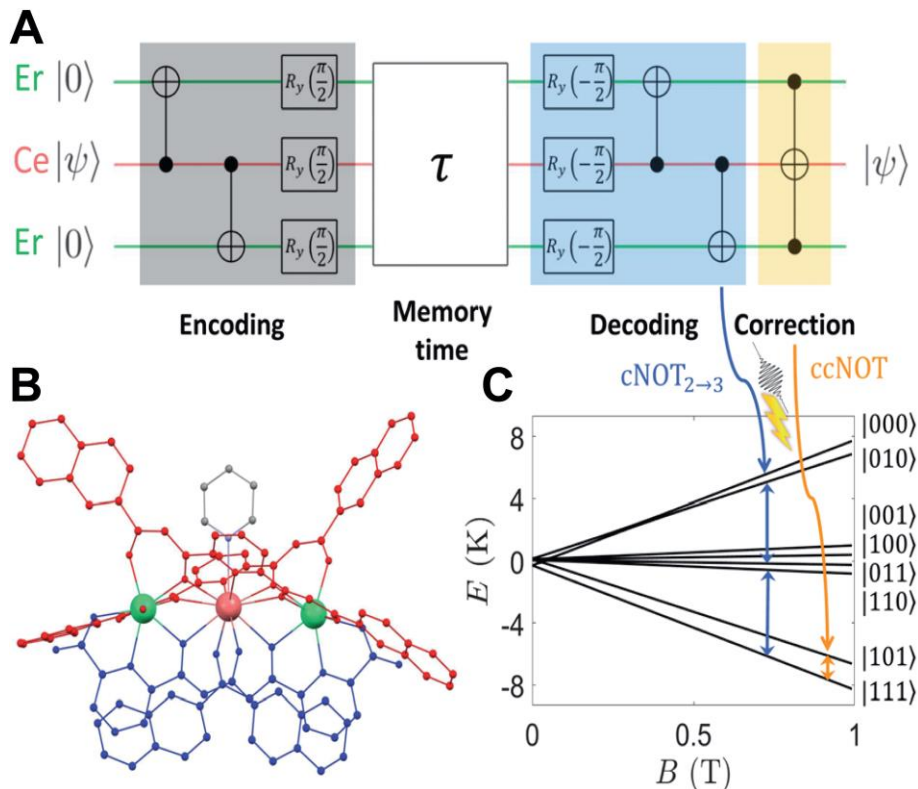 A
Er |0⟩
R_y(π/2)
R_y(-π/2)
Ce |ψ⟩
R_y(π/2)
τ
R_y(-π/2)
|ψ⟩
Er |0⟩
R_y(π/2)
R_y(-π/2)
Encoding
Memory
time
Decoding
Correction
B
C
cNOT₂→₃
ccNOT
E (K)
8
4
0
-4
-8
0
0.5
1
B (T)
|000⟩
|010⟩
|001⟩
|100⟩
|011⟩
|110⟩
|101⟩
|111⟩